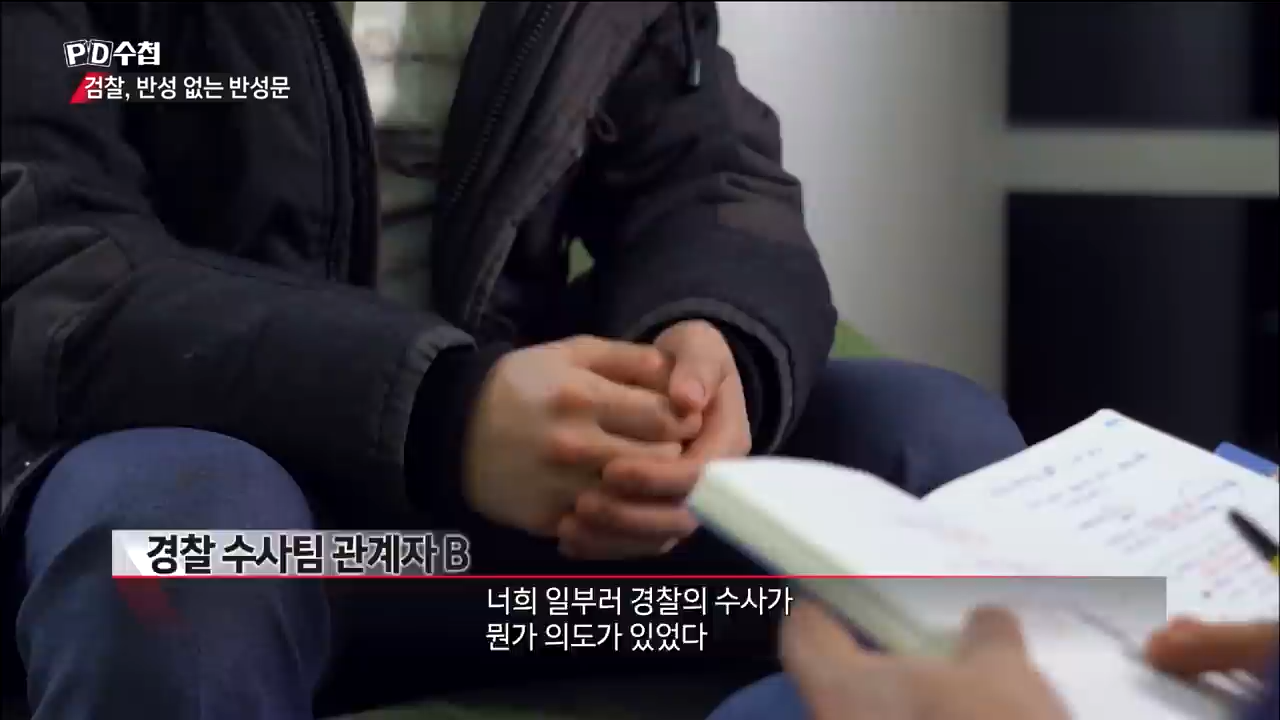 PD수첩
검찰, 반성 없는 반성문
경찰 수사팀 관계자 B
너희 일부러 경찰의 수사가
뭔가 의도가 있었다